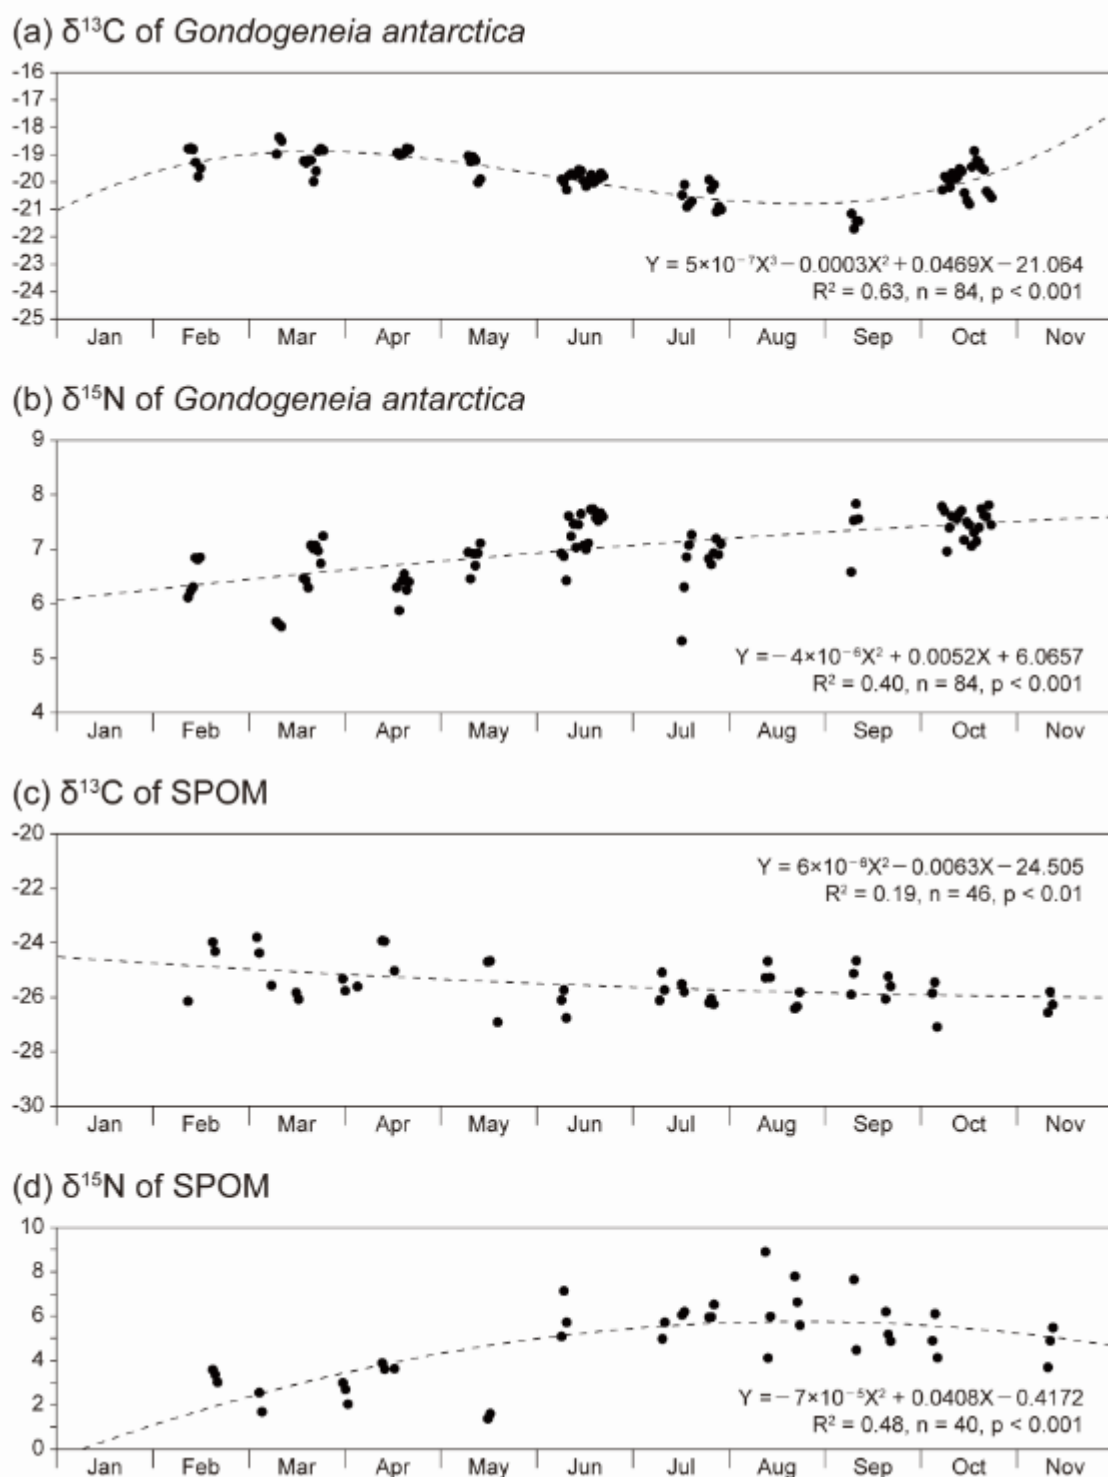 (a) δ¹³C of Gondogeneia antarctica
-16
-17
-18
-19
-20
-21
-22
-23
-24
-25
Y = 5×10⁻⁷X³−0.0003X²+0.0469X−21.064
R² = 0.63, n = 84, p < 0.001
Jan Feb Mar Apr May Jun Jul Aug Sep Oct Nov
(b) δ¹⁵N of Gondogeneia antarctica
9
8
7
6
5
4
Y =−4×10⁻⁶X² + 0.0052X + 6.0657
R² = 0.40, n = 84, p < 0.001
Jan Feb Mar Apr May Jun Jul Aug Sep Oct Nov
(c) δ¹³C of SPOM
-20
-22
-24
-26
-28
-30
Y = 6×10⁻⁶X²−0.0063X−24.505
R² = 0.19, n = 46, p < 0.01
Jan Feb Mar Apr May Jun Jul Aug Sep Oct Nov
(d) δ¹⁵N of SPOM
10
8
6
4
2
0
Y =−7×10⁻⁵X² + 0.0408X−0.4172
R² = 0.48, n = 40, p < 0.001
Jan Feb Mar Apr May Jun Jul Aug Sep Oct Nov